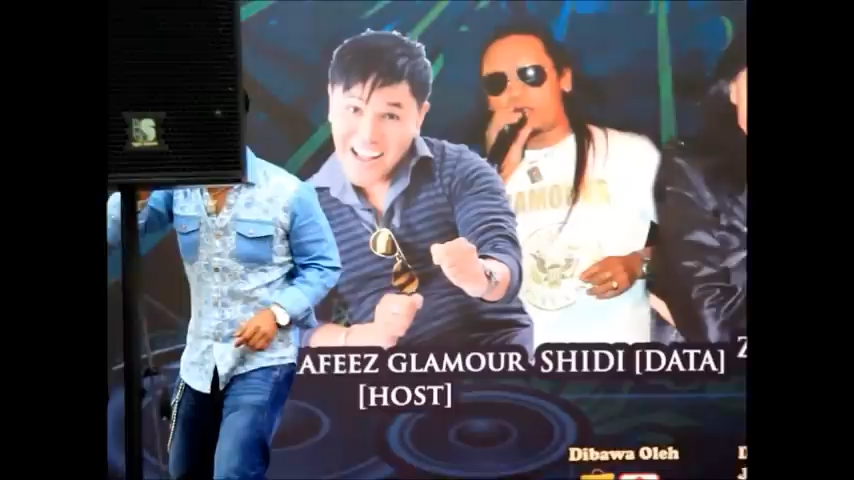 AFEEZ GLAMOUR
[HOST]
SHIDI [DATA]
Z
Dibawa Oleh
D